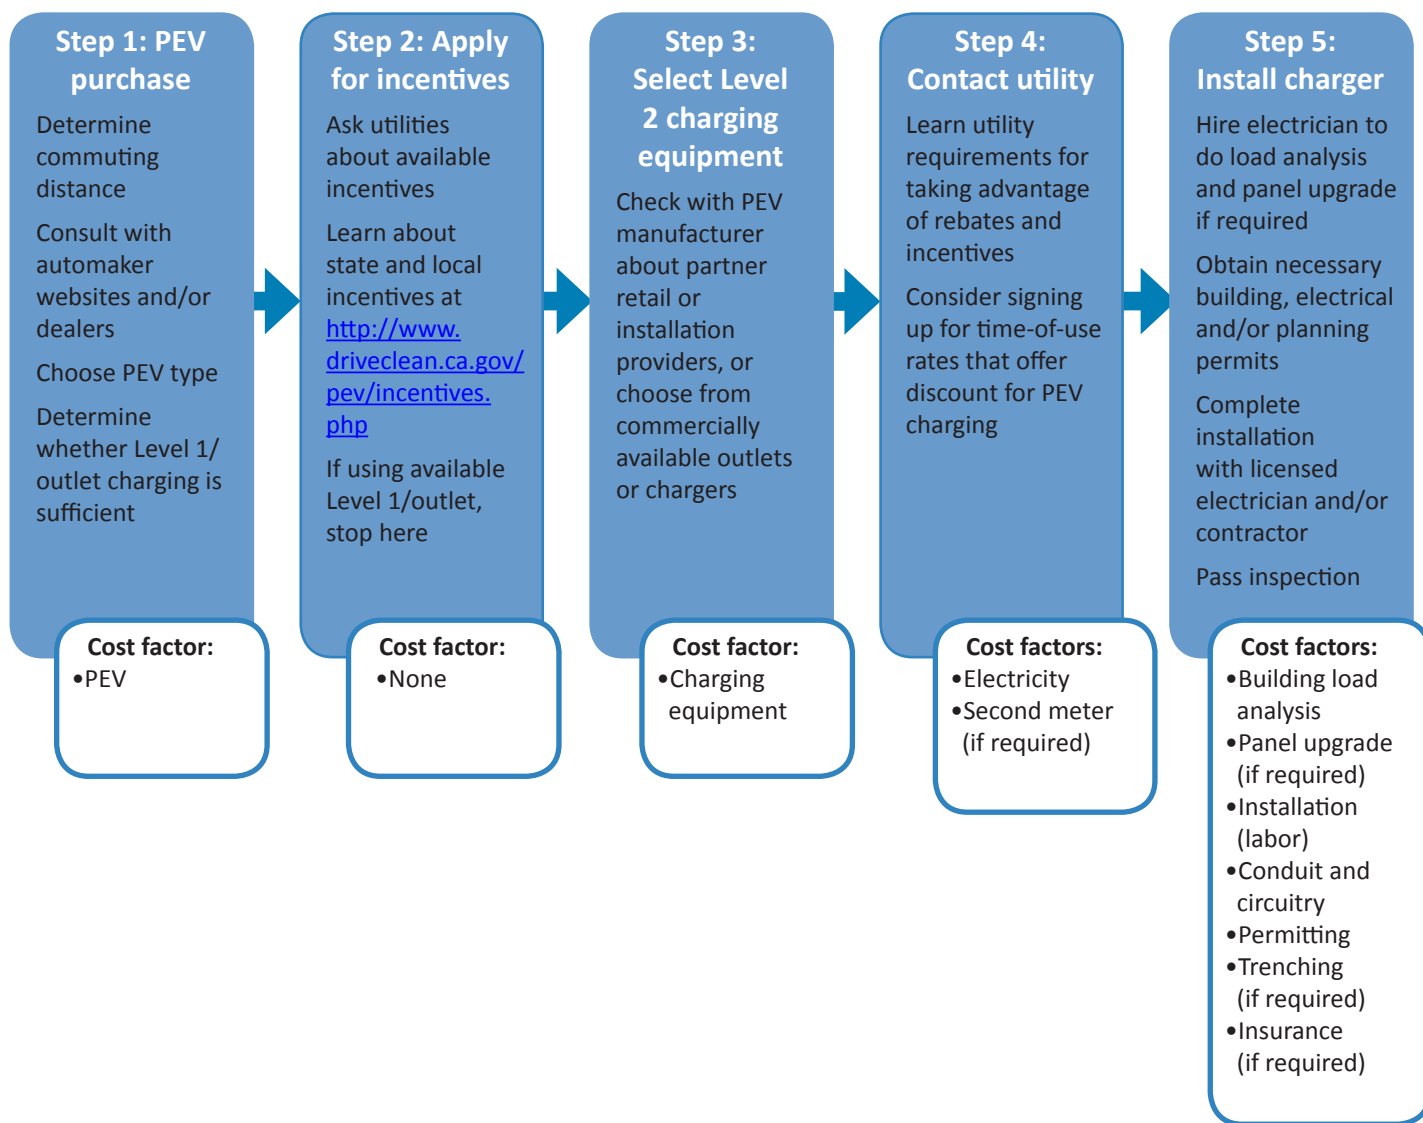 Step 1: PEV
purchase
Determine
commuting
distance
Consult with
automaker
websites and/or
dealers
Choose PEV type
Determine
whether Level 1/
outlet charging is
sufficient
Cost factor:
•PEV
Step 2: Apply
for incentives
Ask utilities
about available
incentives
Learn about
state and local
incentives at
http://www.
driveclean.ca.gov/
pev/incentives.
php
If using available
Level 1/outlet,
stop here
Cost factor:
•None
Step 3:
Select Level
2 charging
equipment
Check with PEV
manufacturer
about partner
retail or
installation
providers, or
choose from
commercially
available outlets
or chargers
Cost factor:
•Charging
equipment
Step 4:
Contact utility
Learn utility
requirements for
taking advantage
of rebates and
incentives
Consider signing
up for time-of-use
rates that offer
discount for PEV
charging
Cost factors:
•Electricity
•Second meter
(if required)
Step 5:
Install charger
Hire electrician to
do load analysis
and panel upgrade
if required
Obtain necessary
building, electrical
and/or planning
permits
Complete
installation
with licensed
electrician and/or
contractor
Pass inspection
Cost factors:
•Building load
analysis
•Panel upgrade
(if required)
•Installation
(labor)
•Conduit and
circuitry
•Permitting
•Trenching
(if required)
•Insurance
(if required)